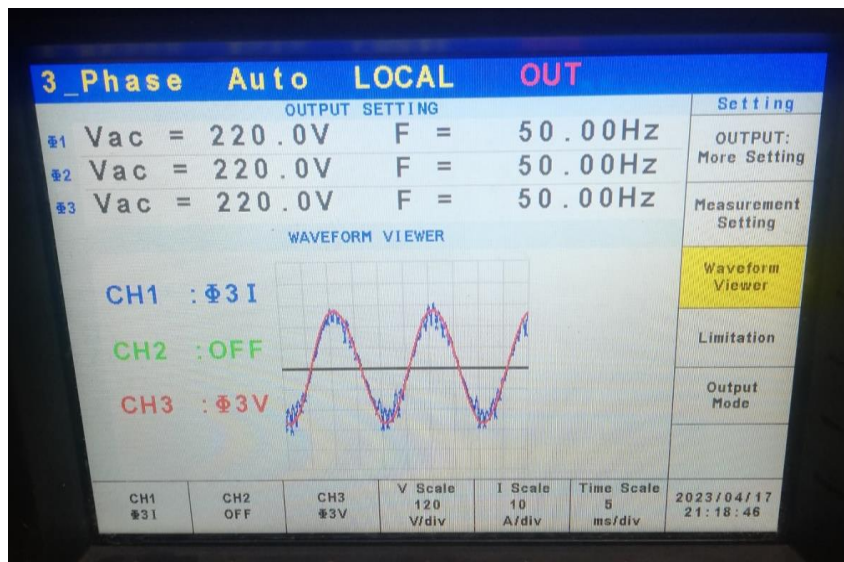 3_Phase Auto LOCAL OUT
OUTPUT SETTING
Setting
Φ1 Vac = 220.0V F = 50.00Hz
Φ2 Vac = 220.0V F = 50.00Hz
Φ3 Vac = 220.0V F = 50.00Hz
OUTPUT:
More Setting
Measurement
Setting
WAVEFORM VIEWER
Waveform
Viewer
CH1 :Φ3I
CH2 :OFF
CH3 :Φ3V
Limitation
Output
Mode
CH1
Φ3I
CH2
OFF
CH3
Φ3V
V Scale
120
V/div
I Scale
10
A/div
Time Scale
5
ms/div
2023/04/17
21:18:46